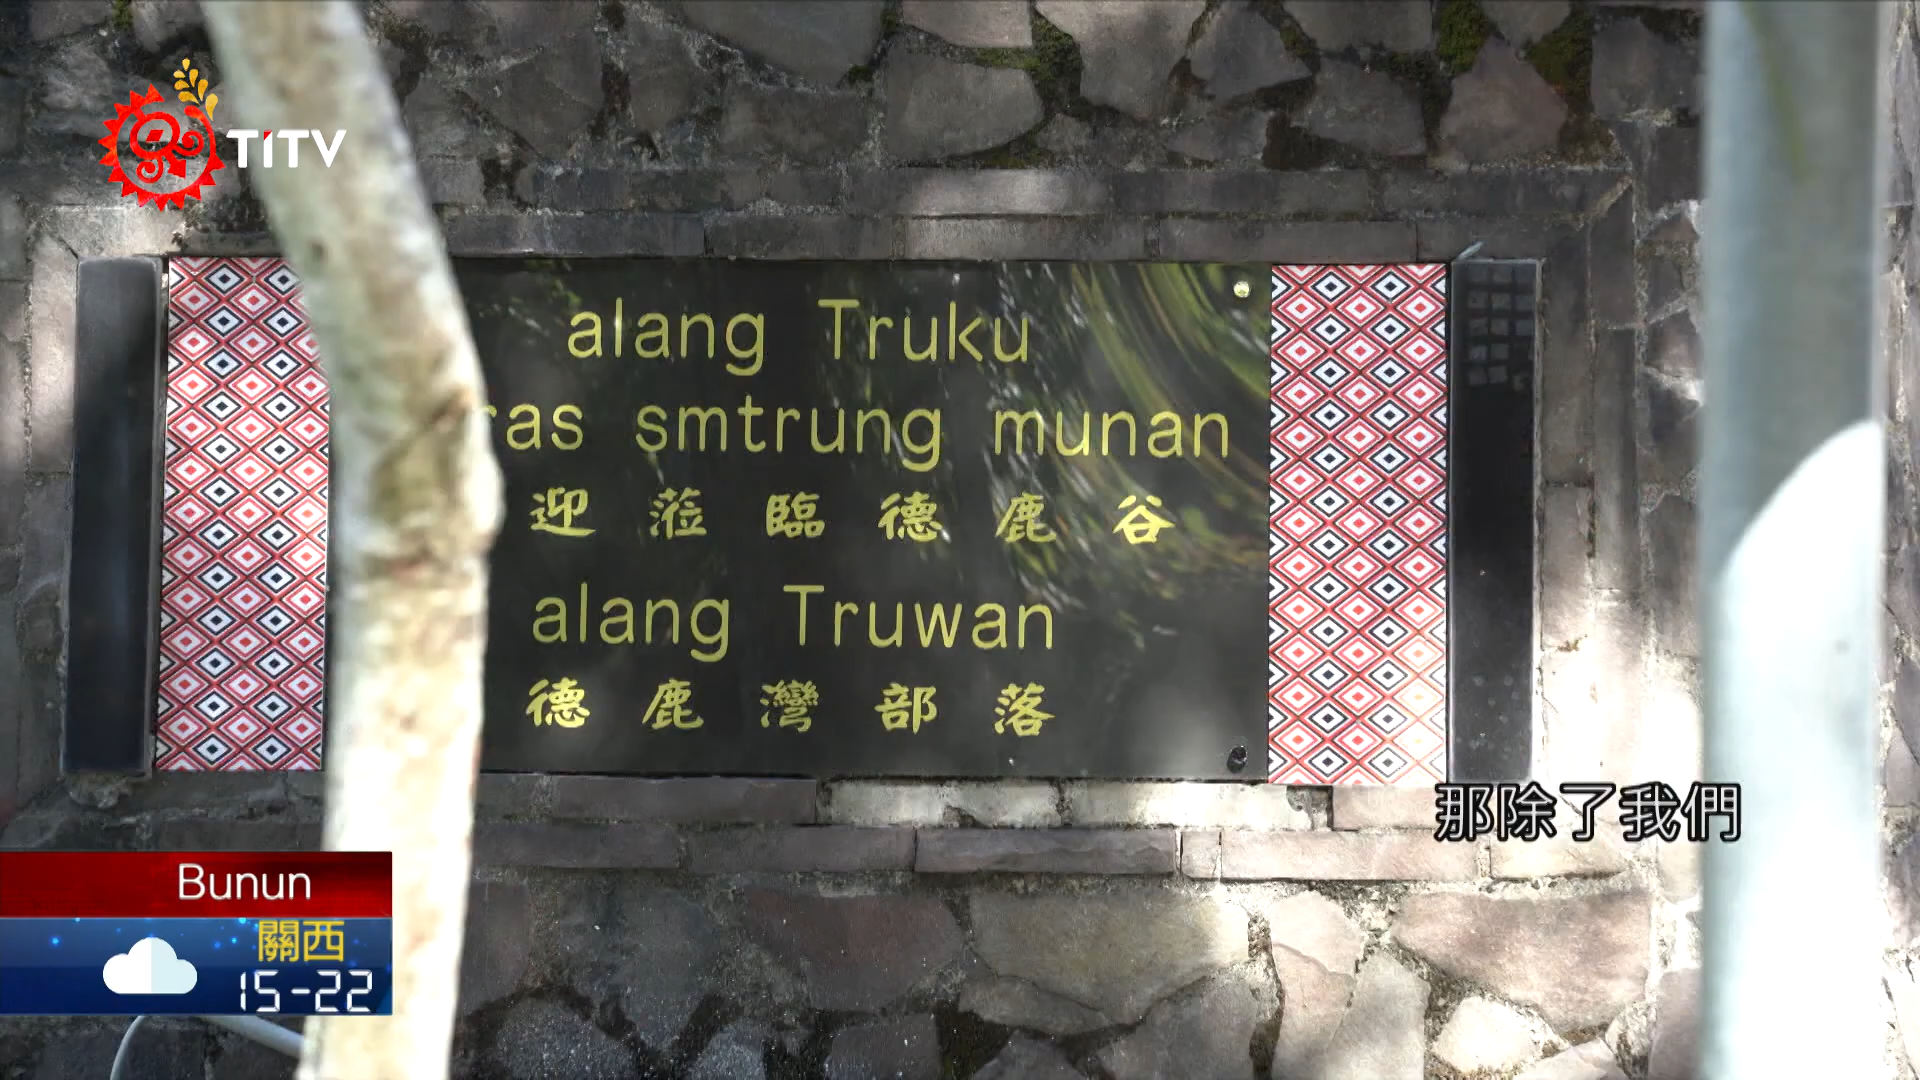 TiTV
alang Truku
ras smtrung munan
迎 蒞 臨 德 鹿 谷
alang Truwan
德 鹿 灣 部 落
那除了我們
Bunun
關西
15-22